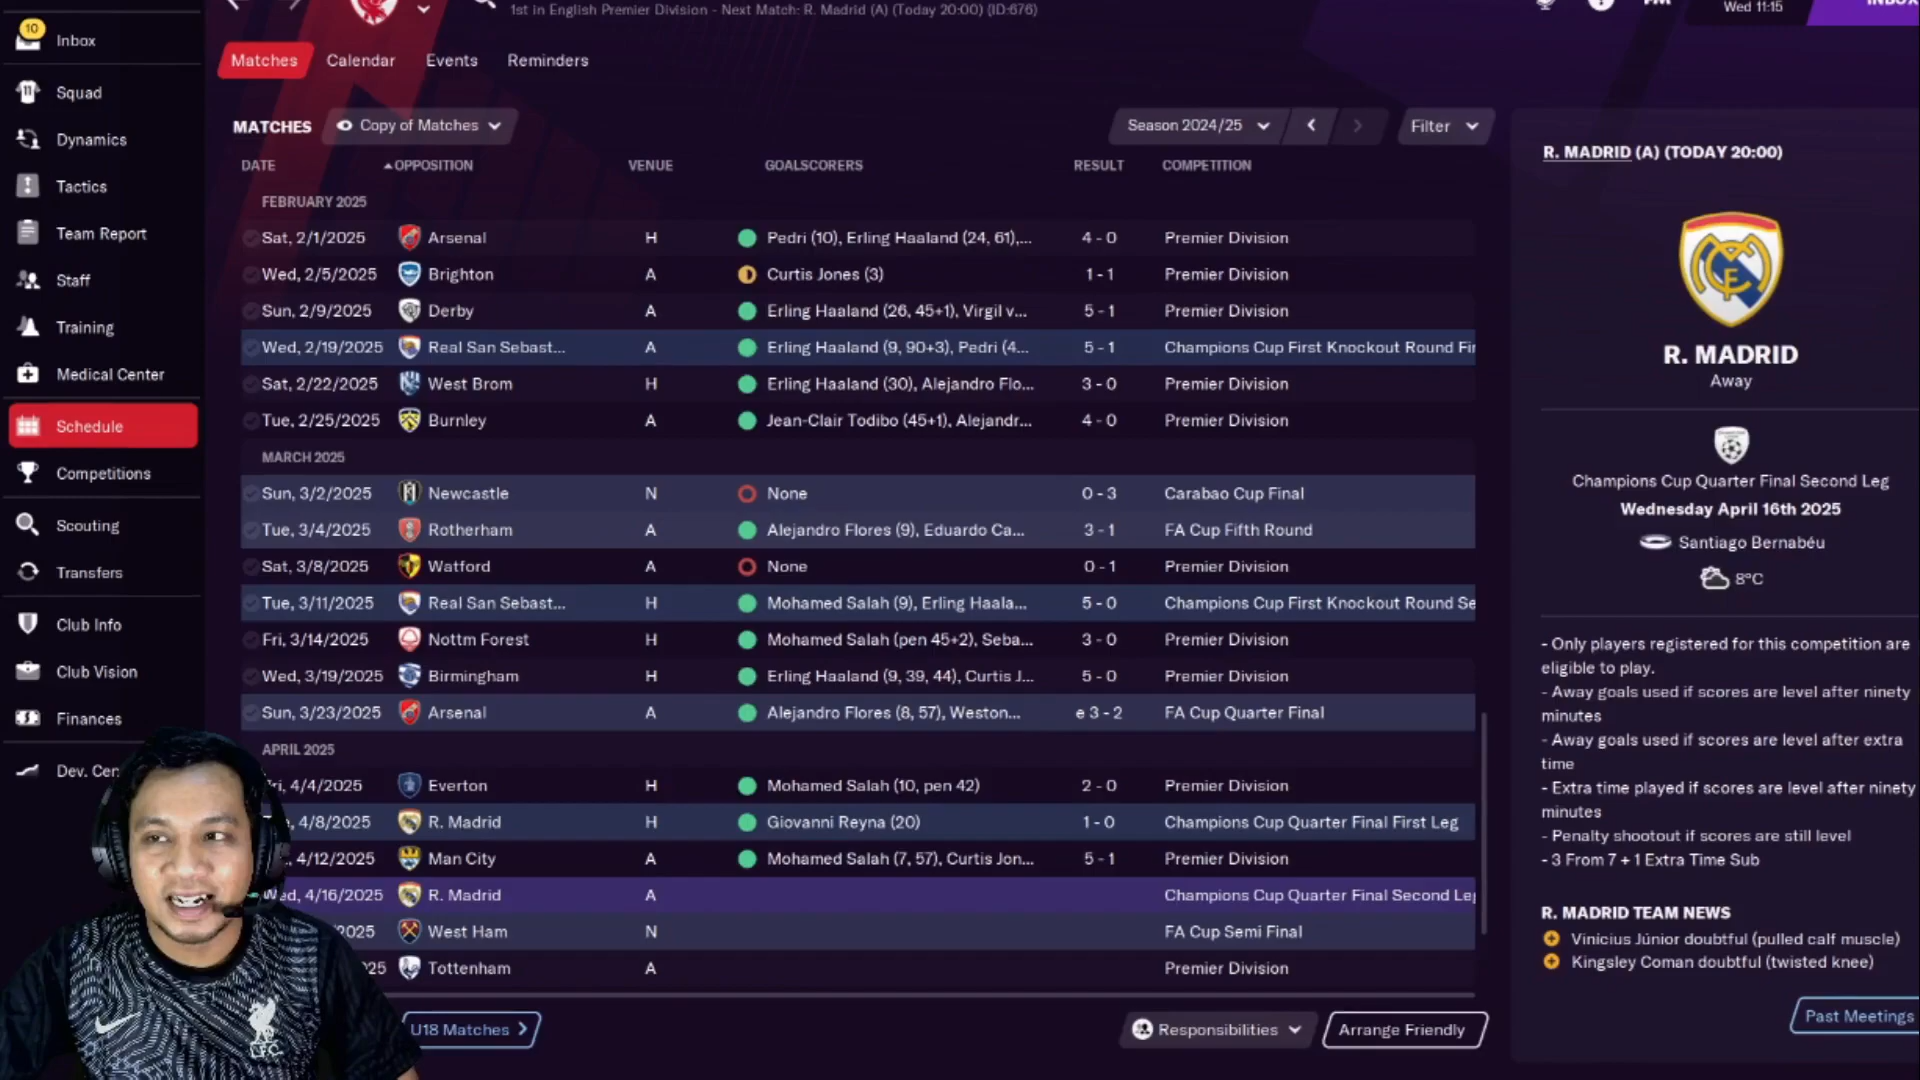 1st in English Premier Division - Next Match: R. Madrid (A) (Today 20:00) (ID:676)
Wed 11:15
INBOX
10
Inbox
Squad
Dynamics
Tactics
Team Report
Staff
Training
Medical Center
Schedule
Competitions
Scouting
Transfers
Club Info
Club Vision
Finances
Dev. Cen
Matches Calendar Events Reminders
MATCHES Copy of Matches Season 2024/25 Filter
DATE OPPOSITION VENUE GOALSCORERS RESULT COMPETITION
FEBRUARY 2025
Sat, 2/1/2025 Arsenal H Pedri (10), Erling Haaland (24, 61),... 4 - 0 Premier Division
Wed, 2/5/2025 Brighton A Curtis Jones (3) 1 - 1 Premier Division
Sun, 2/9/2025 Derby A Erling Haaland (26, 45+1), Virgil v... 5 - 1 Premier Division
Wed, 2/19/2025 Real San Sebast... A Erling Haaland (9, 90+3), Pedri (4... 5 - 1 Champions Cup First Knockout Round Fir
Sat, 2/22/2025 West Brom H Erling Haaland (30), Alejandro Flo... 3 - 0 Premier Division
Tue, 2/25/2025 Burnley A Jean-Clair Todibo (45+1), Alejandr... 4 - 0 Premier Division
MARCH 2025
Sun, 3/2/2025 Newcastle N None 0 - 3 Carabao Cup Final
Tue, 3/4/2025 Rotherham A Alejandro Flores (9), Eduardo Ca... 3 - 1 FA Cup Fifth Round
Sat, 3/8/2025 Watford A None 0 - 1 Premier Division
Tue, 3/11/2025 Real San Sebast... H Mohamed Salah (9), Erling Haala... 5 - 0 Champions Cup First Knockout Round Se
Fri, 3/14/2025 Nottm Forest H Mohamed Salah (pen 45+2), Seba... 3 - 0 Premier Division
Wed, 3/19/2025 Birmingham H Erling Haaland (9, 39, 44), Curtis J... 5 - 0 Premier Division
Sun, 3/23/2025 Arsenal A Alejandro Flores (8, 57), Weston... e 3 - 2 FA Cup Quarter Final
APRIL 2025
ri, 4/4/2025 Everton H Mohamed Salah (10, pen 42) 2 - 0 Premier Division
4/8/2025 R. Madrid H Giovanni Reyna (20) 1 - 0 Champions Cup Quarter Final First Leg
4/12/2025 Man City A Mohamed Salah (7, 57), Curtis Jon... 5 - 1 Premier Division
Wed, 4/16/2025 R. Madrid A Champions Cup Quarter Final Second Leg
2025 West Ham N FA Cup Semi Final
25 Tottenham A Premier Division
U18 Matches Responsibilities Arrange Friendly
R. MADRID (A) (TODAY 20:00)
R. MADRID
Away
Champions Cup Quarter Final Second Leg
Wednesday April 16th 2025
Santiago Bernabéu
8°C
- Only players registered for this competition are
eligible to play.
- Away goals used if scores are level after ninety
minutes
- Away goals used if scores are level after extra
time
- Extra time played if scores are level after ninety
minutes
- Penalty shootout if scores are still level
- 3 From 7 + 1 Extra Time Sub
R. MADRID TEAM NEWS
Vinícius Júnior doubtful (pulled calf muscle)
Kingsley Coman doubtful (twisted knee)
Past Meetings
LFC